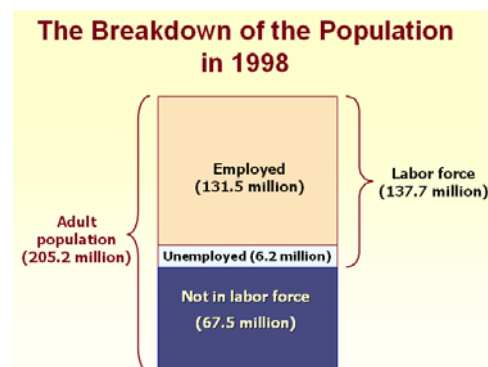 The Breakdown of the Population
in 1998
Employed
(131.5 million)
Labor force
(137.7 million)
Adult
population
(205.2 million)
Unemployed (6.2 million)
Not in labor force
(67.5 million)